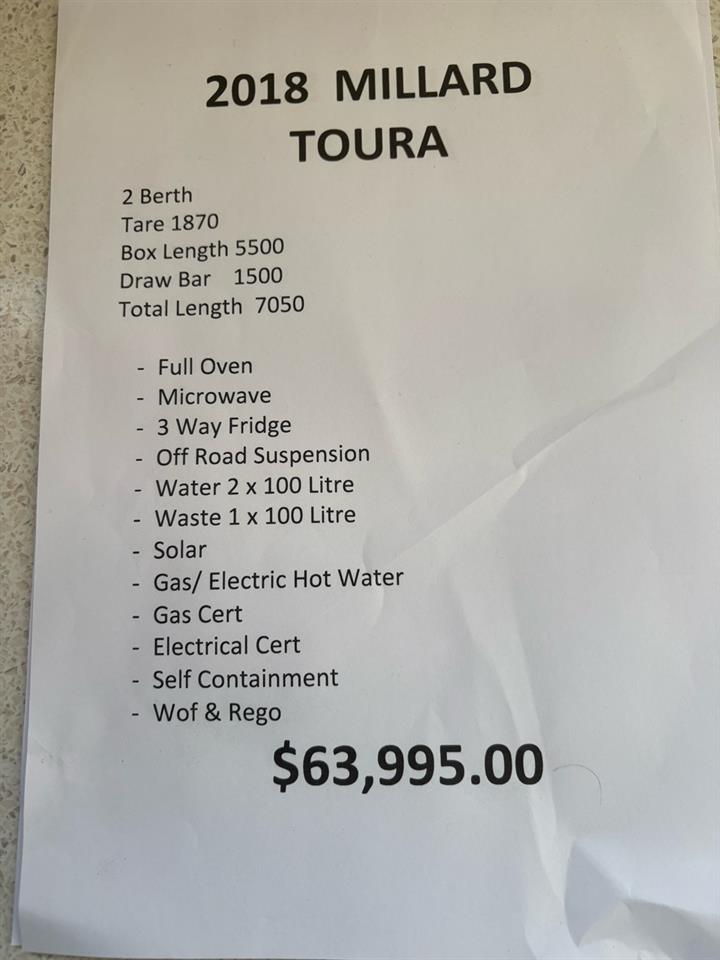 2018 MILLARD
TOURA
2 Berth
Tare 1870
Box Length 5500
Draw Bar 1500
Total Length 7050
- Full Oven
- Microwave
- 3 Way Fridge
- Off Road Suspension
- Water 2 x 100 Litre
- Waste 1 x 100 Litre
- Solar
- Gas/ Electric Hot Water
- Gas Cert
- Electrical Cert
- Self Containment
- Wof & Rego
$63,995.00